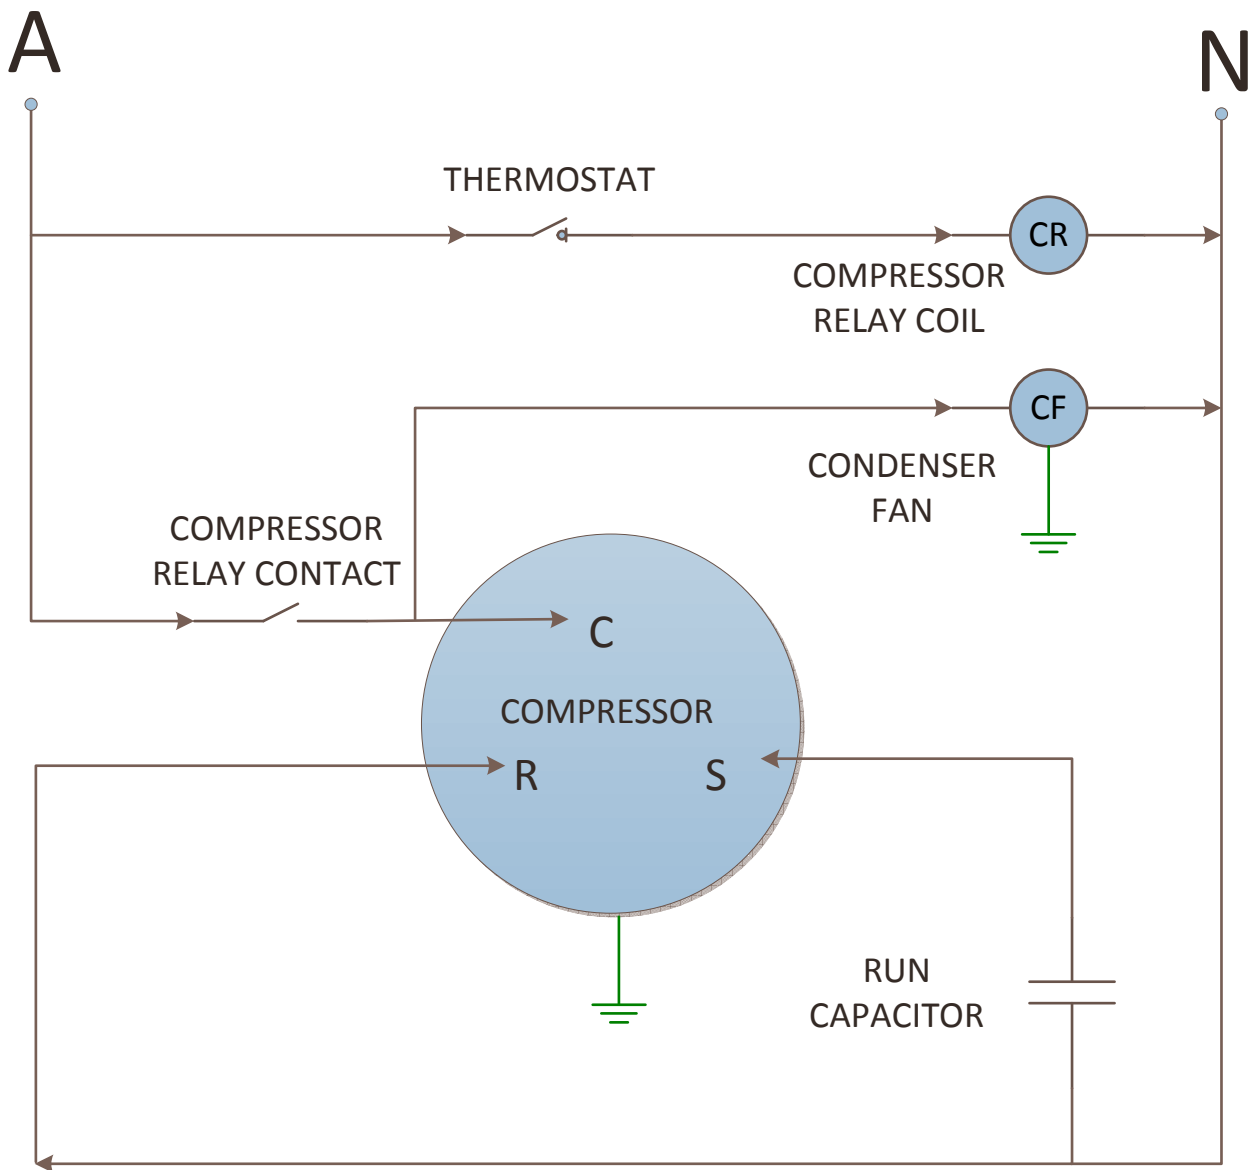 A
N
THERMOSTAT
CR
COMPRESSOR
RELAY COIL
CF
CONDENSER
FAN
COMPRESSOR
RELAY CONTACT
C
COMPRESSOR
R
S
RUN
CAPACITOR